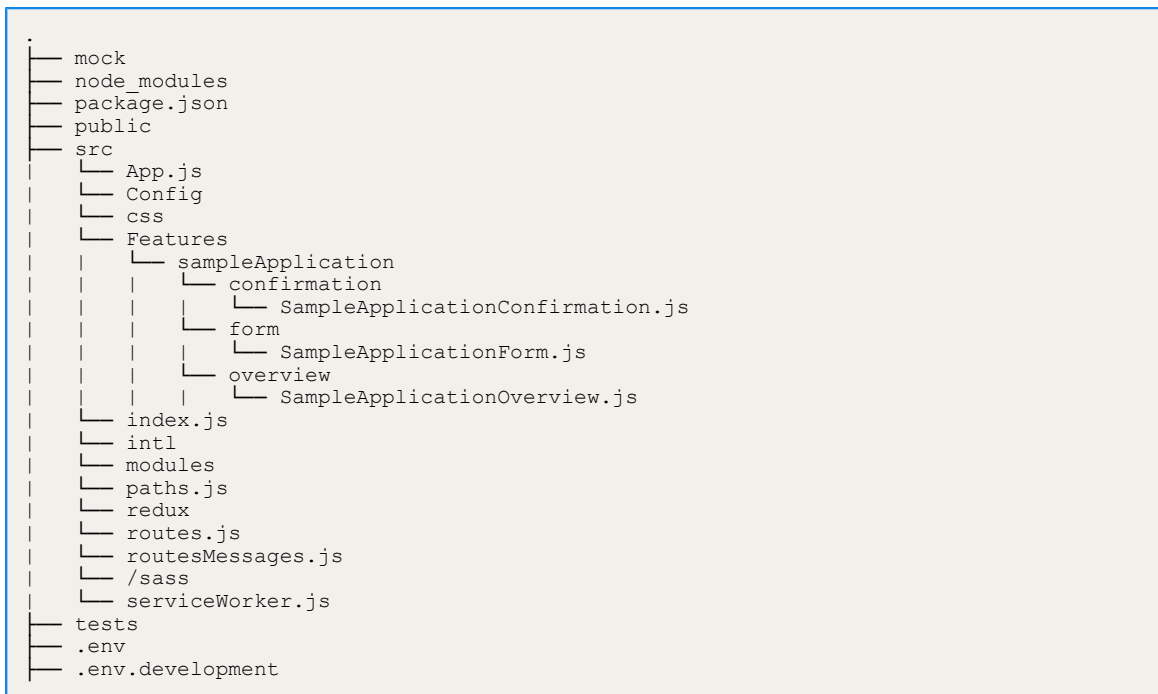 .
├── mock
├── node_modules
├── package.json
├── public
├── src
|   └── App.js
|   └── Config
|   └── css
|   └── Features
|   |   └── sampleApplication
|   |   |   └── confirmation
|   |   |   |   └── SampleApplicationConfirmation.js
|   |   |   └── form
|   |   |   |   └── SampleApplicationForm.js
|   |   |   └── overview
|   |   |   |   └── SampleApplicationOverview.js
|   └── index.js
|   └── intl
|   └── modules
|   └── paths.js
|   └── redux
|   └── routes.js
|   └── routesMessages.js
|   └── /sass
|   └── serviceWorker.js
├── tests
├── .env
├── .env.development